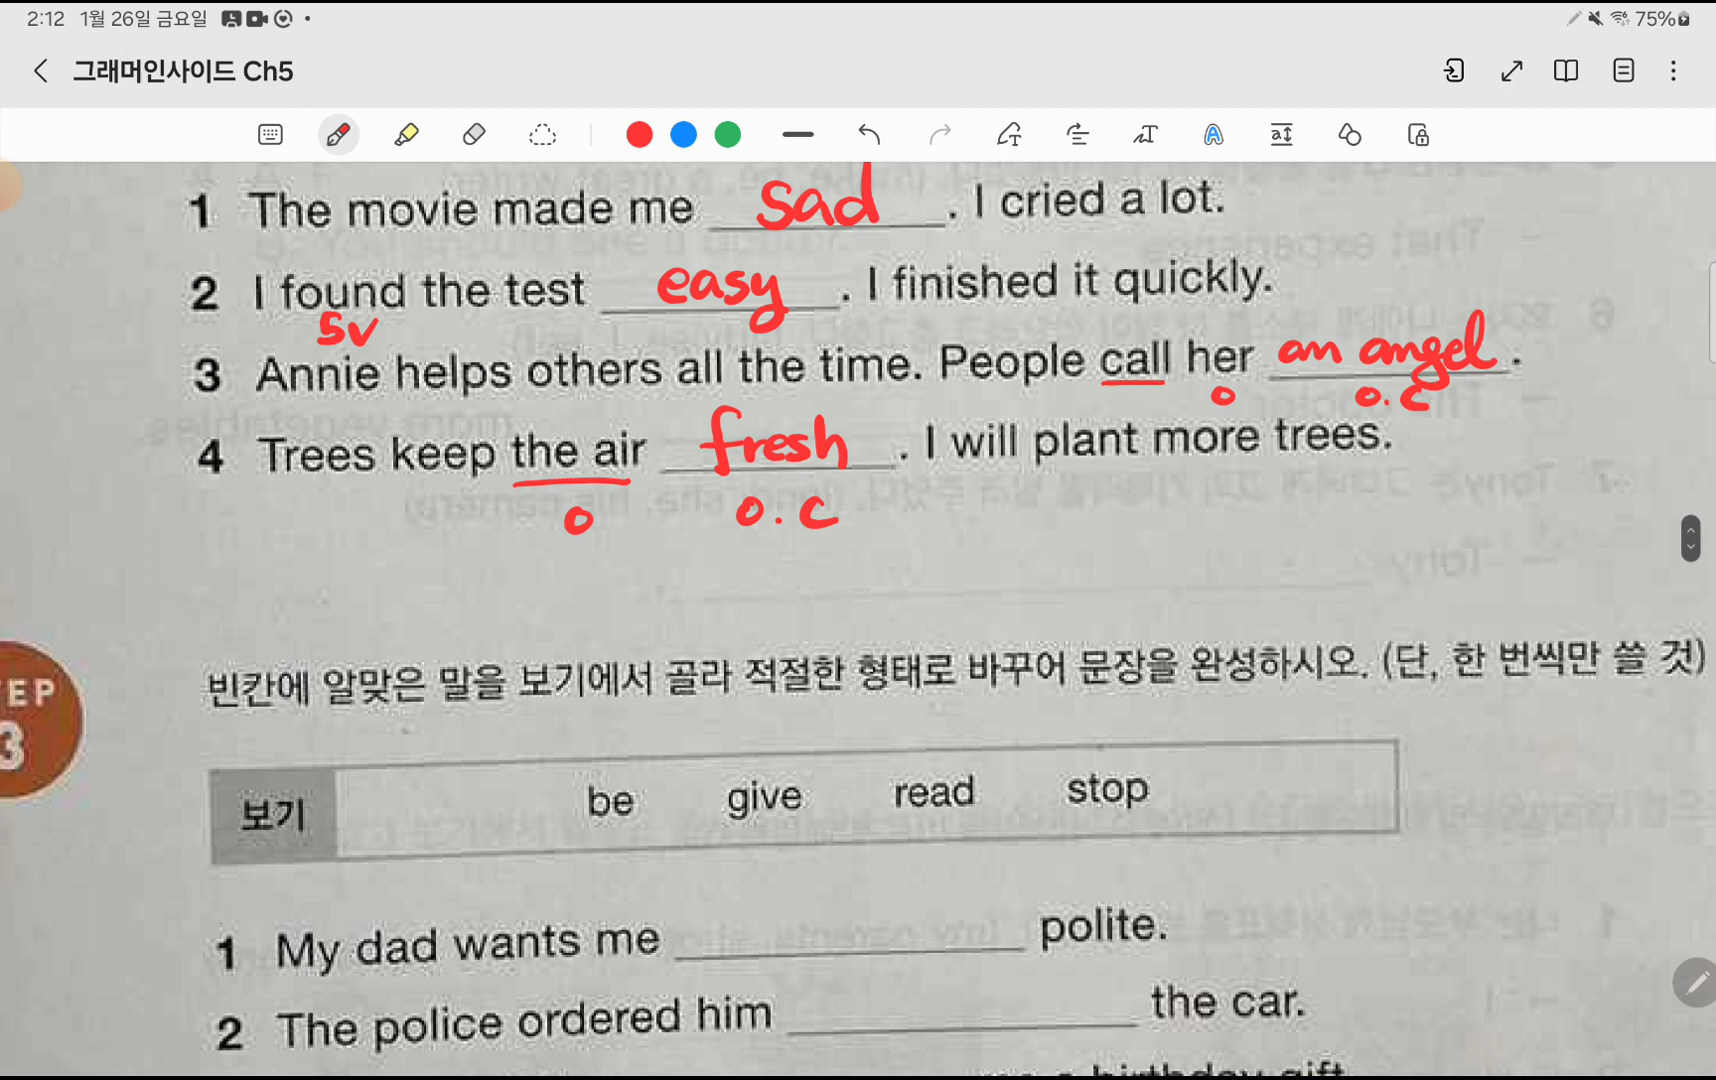 2:12 1월 26일 금요일 75%
그래머인사이드 Ch5
1 The movie made me sad. I cried a lot.
2 I found the test easy. I finished it quickly.
5V
3 Annie helps others all the time. People call her an angel.
o o.c
4 Trees keep the air fresh. I will plant more trees.
o o.c
EP
3
빈칸에 알맞은 말을 보기에서 골라 적절한 형태로 바꾸어 문장을 완성하시오. (단, 한 번씩만 쓸 것)
보기 be give read stop
1 My dad wants me ____ polite.
2 The police ordered him ____ the car.
a birthday gift